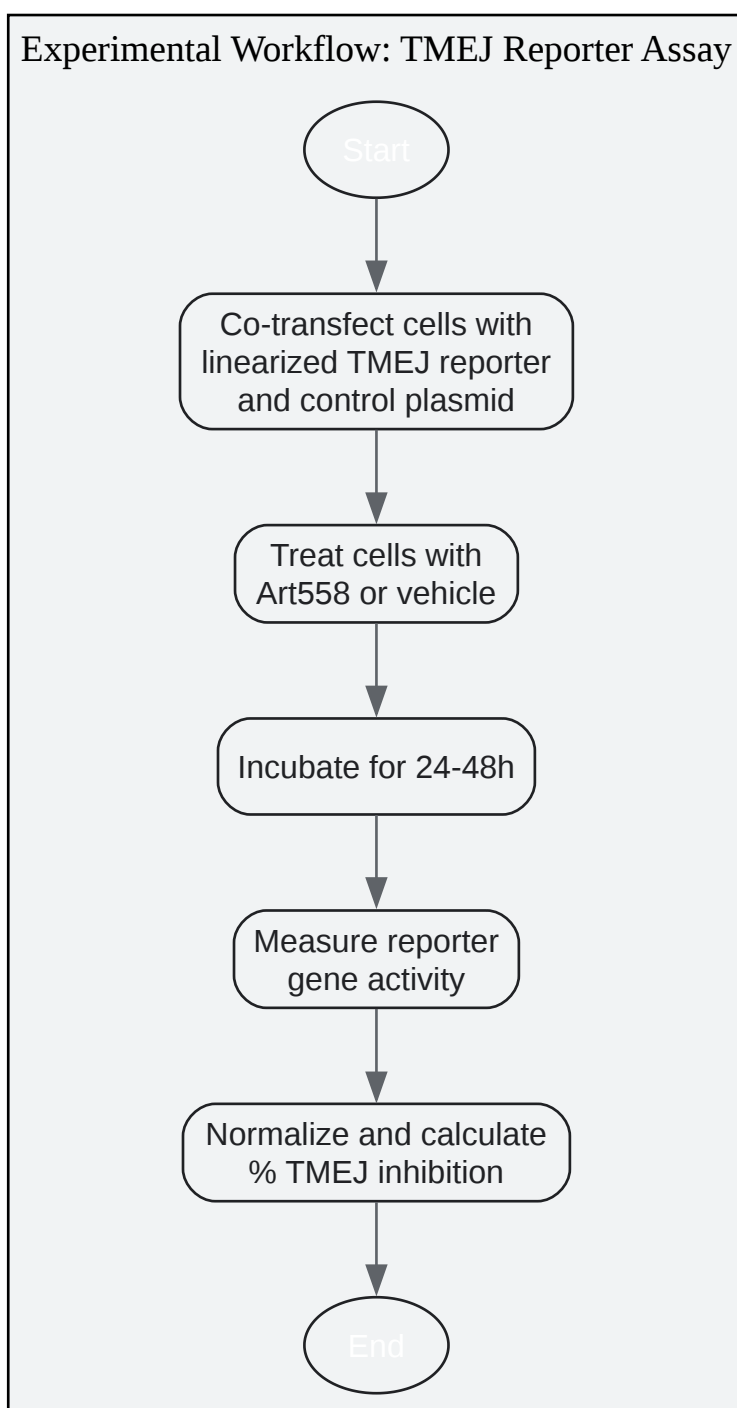 Experimental Workflow: TMEJ Reporter Assay
Start
Co-transfect cells with
linearized TMEJ reporter
and control plasmid
Treat cells with
Art558 or vehicle
Incubate for 24-48h
Measure reporter
gene activity
Normalize and calculate
% TMEJ inhibition
End